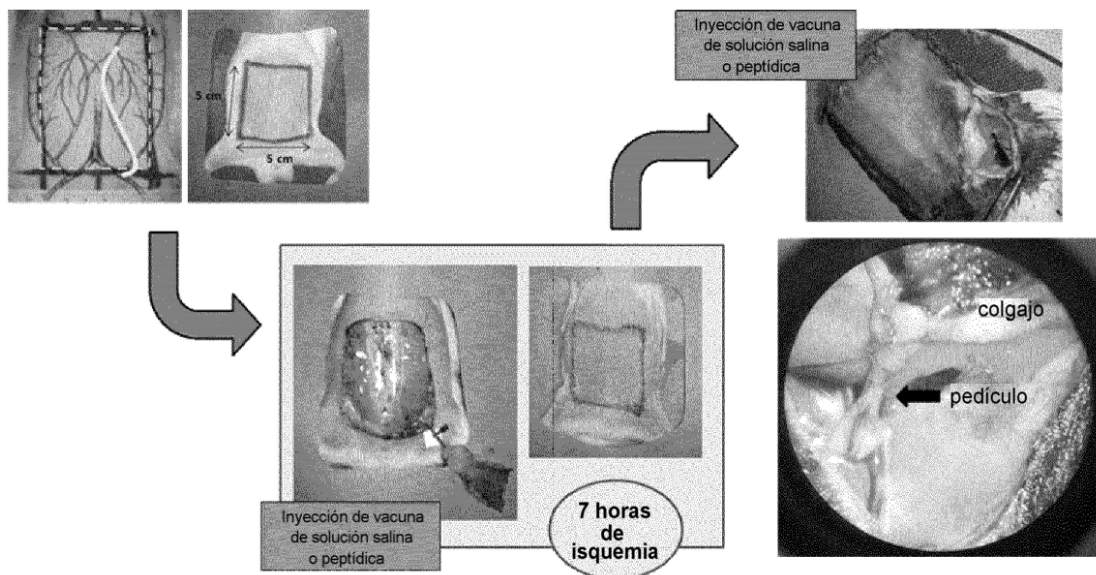 5 cm
5 cm
Inyección de vacuna
de solución salina
o peptídica
7 horas
de
isquemia
Inyección de vacuna
de solución salina
o peptídica
colgajo
pedículo